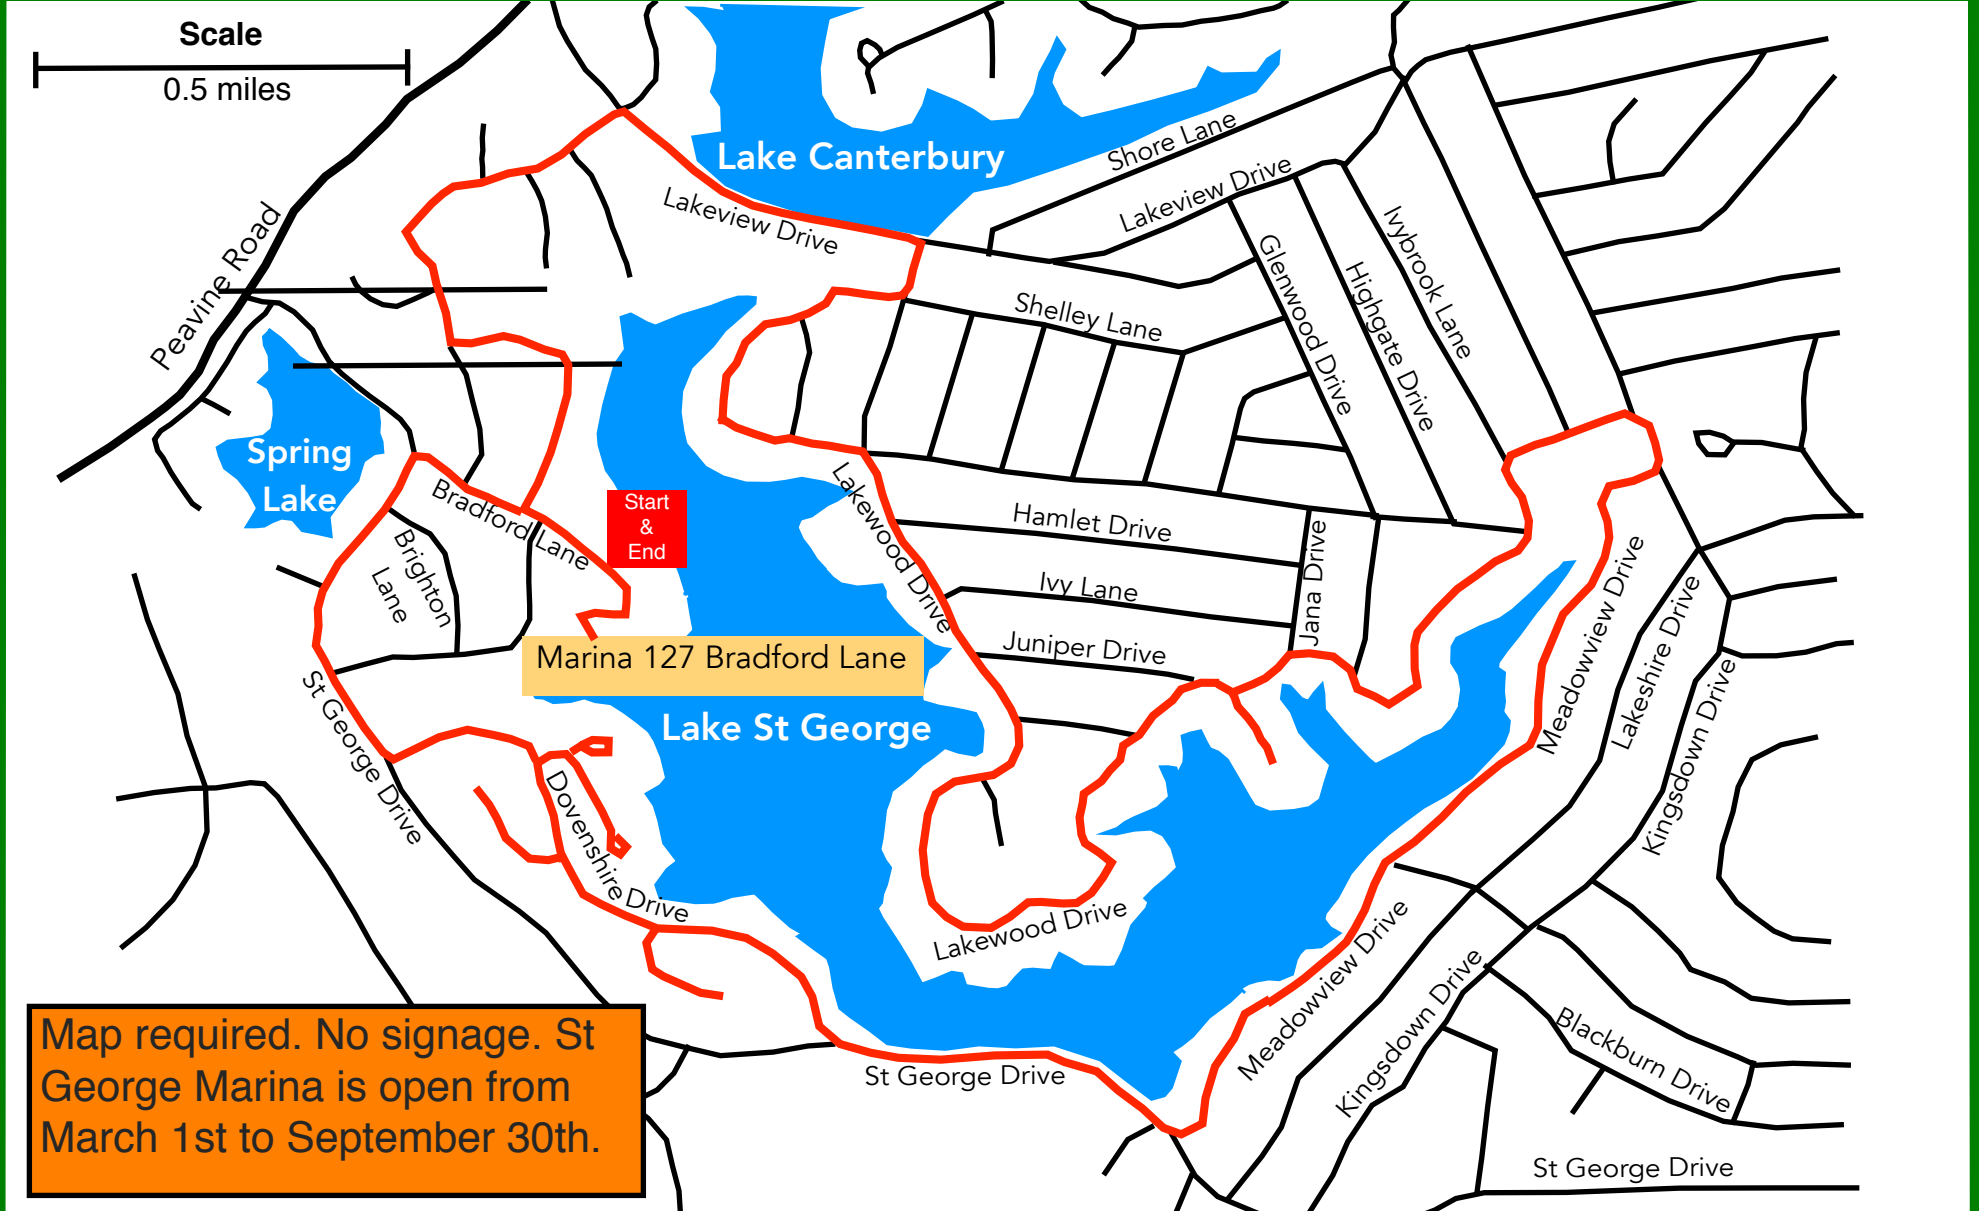 Scale
0.5 miles
Peavine Road
Lake Canterbury
Shore Lane
Lakeview Drive
Lakeview Drive
Ivybrook Lane
Glenwood Drive
Highgate Drive
Shelley Lane
Spring
Lake
Bradford Lane
Start
&
End
Brighton
Lane
Lakewood Drive
Hamlet Drive
Jana Drive
Ivy Lane
Juniper Drive
Meadowview Drive
Lakeshire Drive
Kingsdown Drive
Marina 127 Bradford Lane
Lake St George
St George Drive
Dovenshire Drive
Lakewood Drive
Meadowview Drive
Kingsdown Drive
Blackburn Drive
St George Drive
St George Drive
Map required. No signage. St
George Marina is open from
March 1st to September 30th.